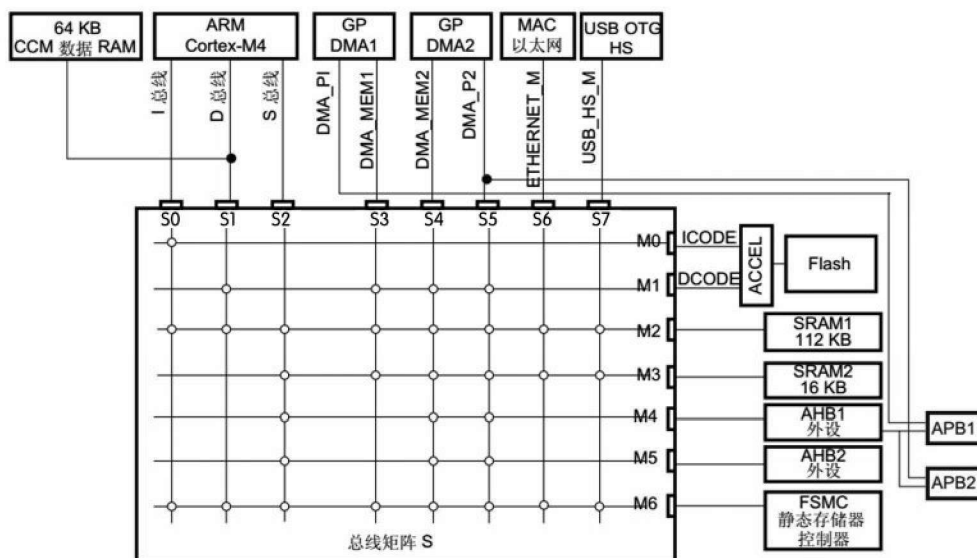 64 KB
CCM 数据 RAM
ARM
Cortex-M4
GP
DMA1
GP
DMA2
MAC
以太网
USB OTG
HS
I 总线
D 总线
S 总线
DMA_PI
DMA_MEM1
DMA_MEM2
DMA_P2
ETHERNET_M
USB_HS_M
S0
S1
S2
S3
S4
S5
S6
S7
M0
ICODE
ACCEL
Flash
M1
DCODE
M2
SRAM1
112 KB
M3
SRAM2
16 KB
M4
AHB1
外设
APB1
M5
AHB2
外设
APB2
M6
FSMC
静态存储器
控制器
总线矩阵 S